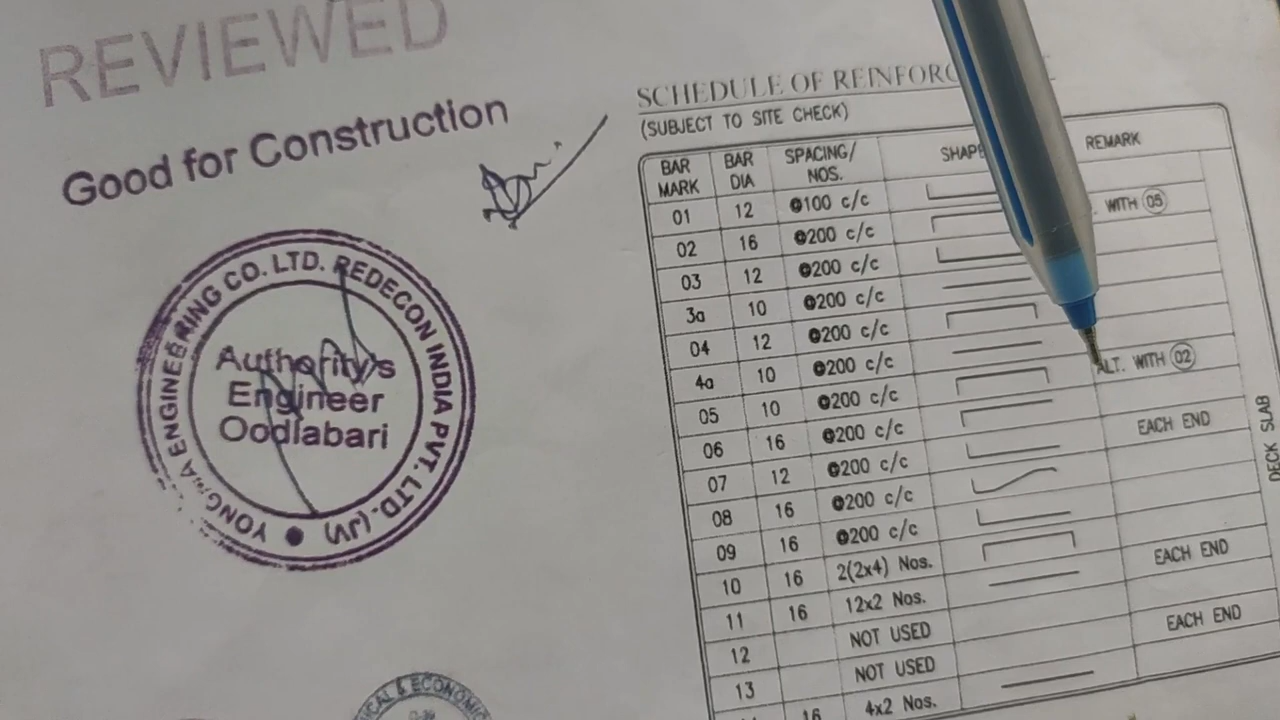 REVIEWED
Good for Construction
YONG ENGINEERING CO. LTD. REDECON INDIA PVT. LTD. (JV)
Authority's
Engineer
Oodlabari
& ECONOMIC
SCHEDULE OF
(SUBJECT TO SITE CHECK)
BAR MARK BAR DIA SPACING/ NOS. SHAPE REMARK
01 12 @100 c/c WITH 05
02 16 @200 c/c
03 12 @200 c/c
3a 10 @200 c/c
04 12 @200 c/c
4a 10 @200 c/c ALT. WITH 02
05 10 @200 c/c
06 16 @200 c/c EACH END
07 12 @200 c/c
08 16 @200 c/c
09 16 @200 c/c
10 16 2(2x4) Nos. EACH END
11 16 12x2 Nos.
12 NOT USED EACH END
13 NOT USED
16 4x2 Nos.
DECK SLAB